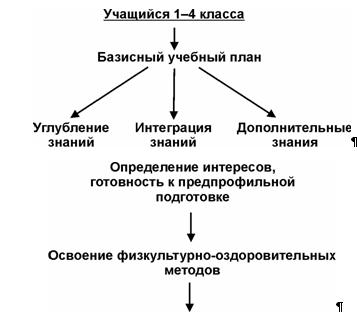 Учащийся 1–4 класса
Базисный учебный план
Углубление знаний
Интеграция знаний
Дополнительные знания ¶
Определение интересов,
готовность к предпрофильной
подготовке
Освоение физкультурно-оздоровительных
методов
¶